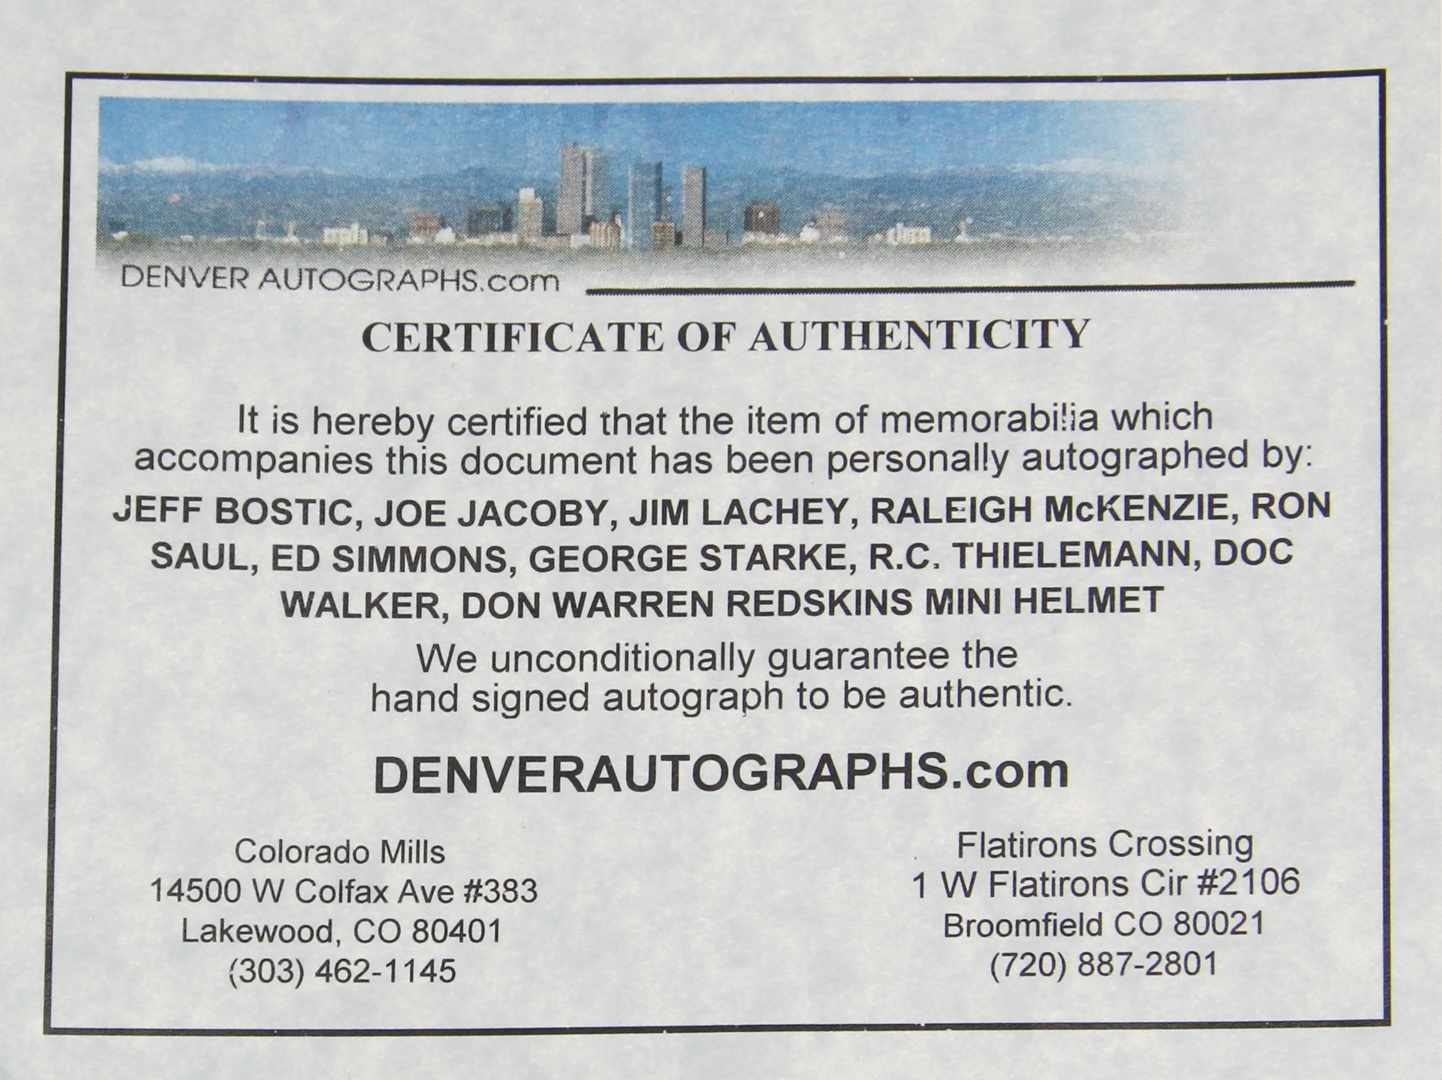 DENVER AUTOGRAPHS.com
CERTIFICATE OF AUTHENTICITY
It is hereby certified that the item of memorabilia which
accompanies this document has been personally autographed by:
JEFF BOSTIC, JOE JACOBY, JIM LACHEY, RALEIGH McKENZIE, RON
SAUL, ED SIMMONS, GEORGE STARKE, R.C. THIELEMANN, DOC
WALKER, DON WARREN REDSKINS MINI HELMET
We unconditionally guarantee the
hand signed autograph to be authentic.
DENVERAUTOGRAPHS.com
Colorado Mills
14500 W Colfax Ave #383
Lakewood, CO 80401
(303) 462-1145
Flatirons Crossing
1 W Flatirons Cir #2106
Broomfield CO 80021
(720) 887-2801